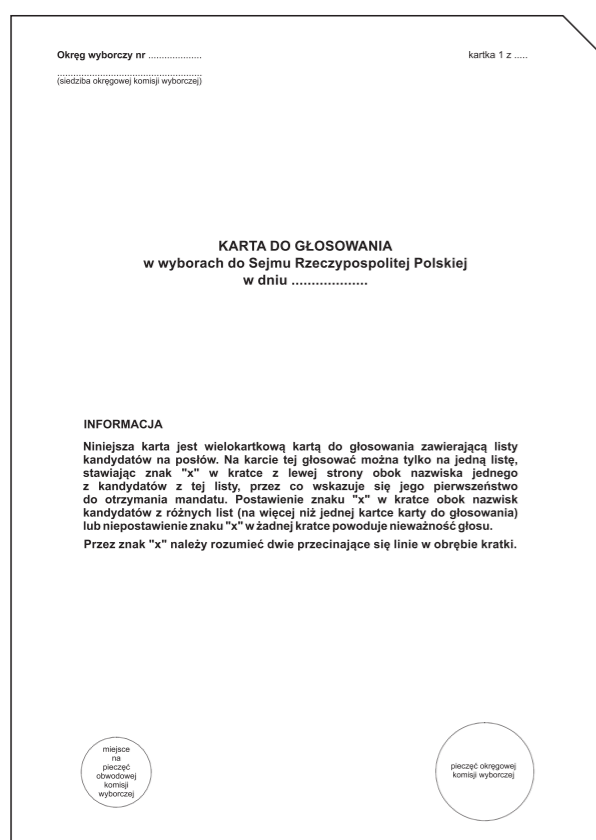 Okręg wyborczy nr ................... kartka 1 z .....
......................................................
(siedziba okręgowej komisji wyborczej)
KARTA DO GŁOSOWANIA
w wyborach do Sejmu Rzeczypospolitej Polskiej
w dniu ...................
INFORMACJA
Niniejsza karta jest wielokartkową kartą do głosowania zawierającą listy
kandydatów na posłów. Na karcie tej głosować można tylko na jedną listę,
stawiając znak "x" w kratce z lewej strony obok nazwiska jednego
z kandydatów z tej listy, przez co wskazuje się jego pierwszeństwo
do otrzymania mandatu. Postawienie znaku "x" w kratce obok nazwisk
kandydatów z różnych list (na więcej niż jednej kartce karty do głosowania)
lub niepostawienie znaku "x" w żadnej kratce powoduje nieważność głosu.
Przez znak "x" należy rozumieć dwie przecinające się linie w obrębie kratki.
miejsce
na
pieczęć
obwodowej
komisji
wyborczej
pieczęć okręgowej
komisji wyborczej